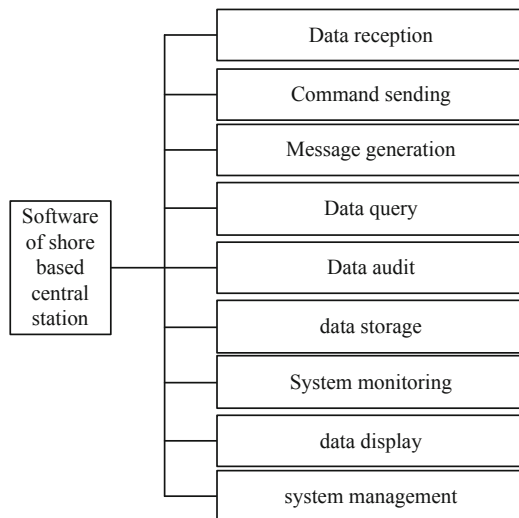 Data reception
Command sending
Message generation
Data query
Data audit
data storage
System monitoring
data display
system management
Software
of shore
based
central
station